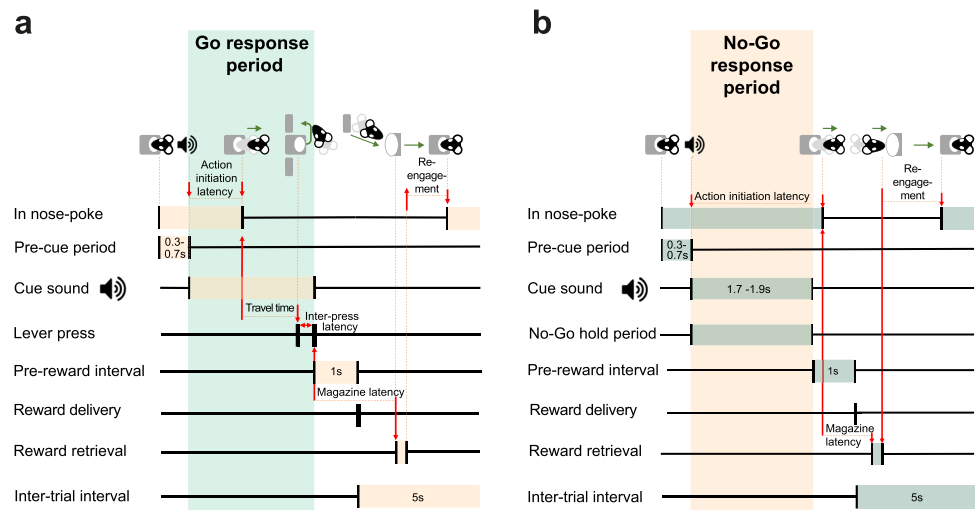 a
Go response
period
Action
initiation
latency
Re-
engage-
ment
In nose-poke
Pre-cue period
0.3-
0.7s
Cue sound
Travel time
Inter-press
latency
Lever press
Pre-reward interval
1s
Magazine latency
Reward delivery
Reward retrieval
Inter-trial interval
5s
b
No-Go
response
period
Action initiation latency
Re-
engage-
ment
In nose-poke
Pre-cue period
0.3-
0.7s
Cue sound
1.7 -1.9s
No-Go hold period
Pre-reward interval
1s
Reward delivery
Magazine
latency
Reward retrieval
Inter-trial interval
5s